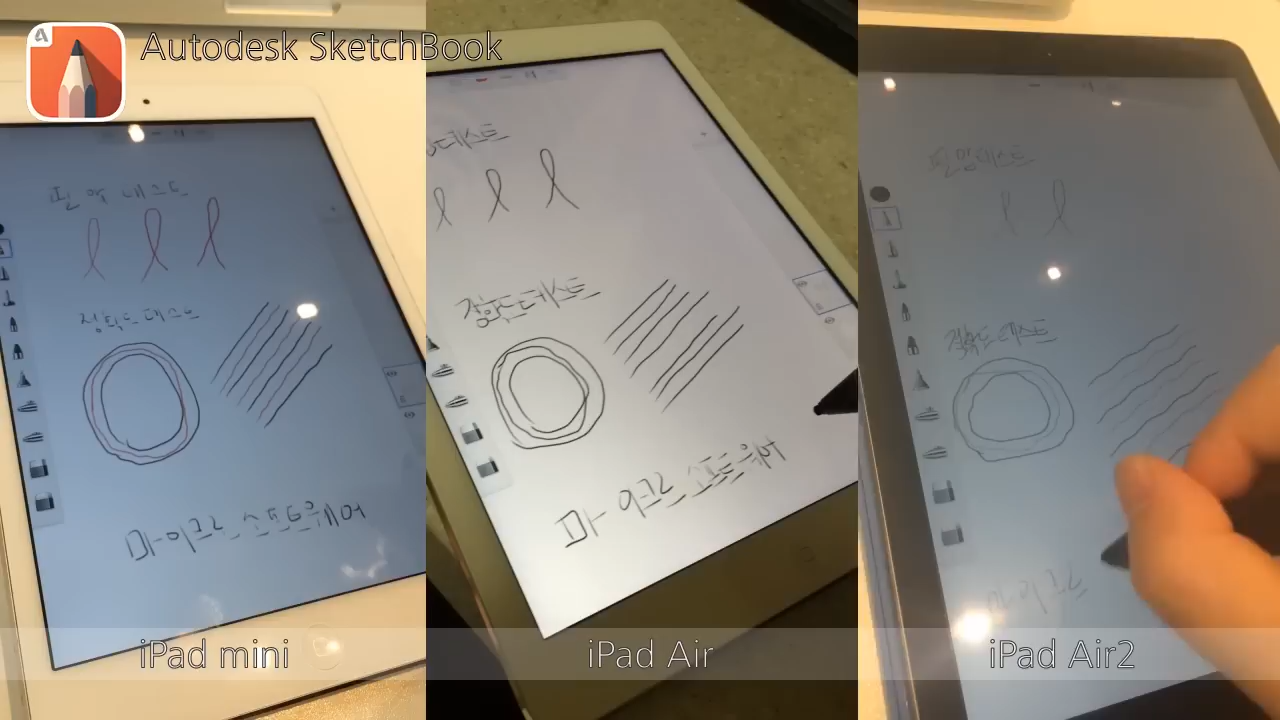 Autodesk SketchBook
필압테스트
정확도테스트
마이크로 소프트웨어
iPad mini
테스트
정확도테스트
마이크로 소프트웨어
iPad Air
필압테스트
정확도테스트
마이크
iPad Air2